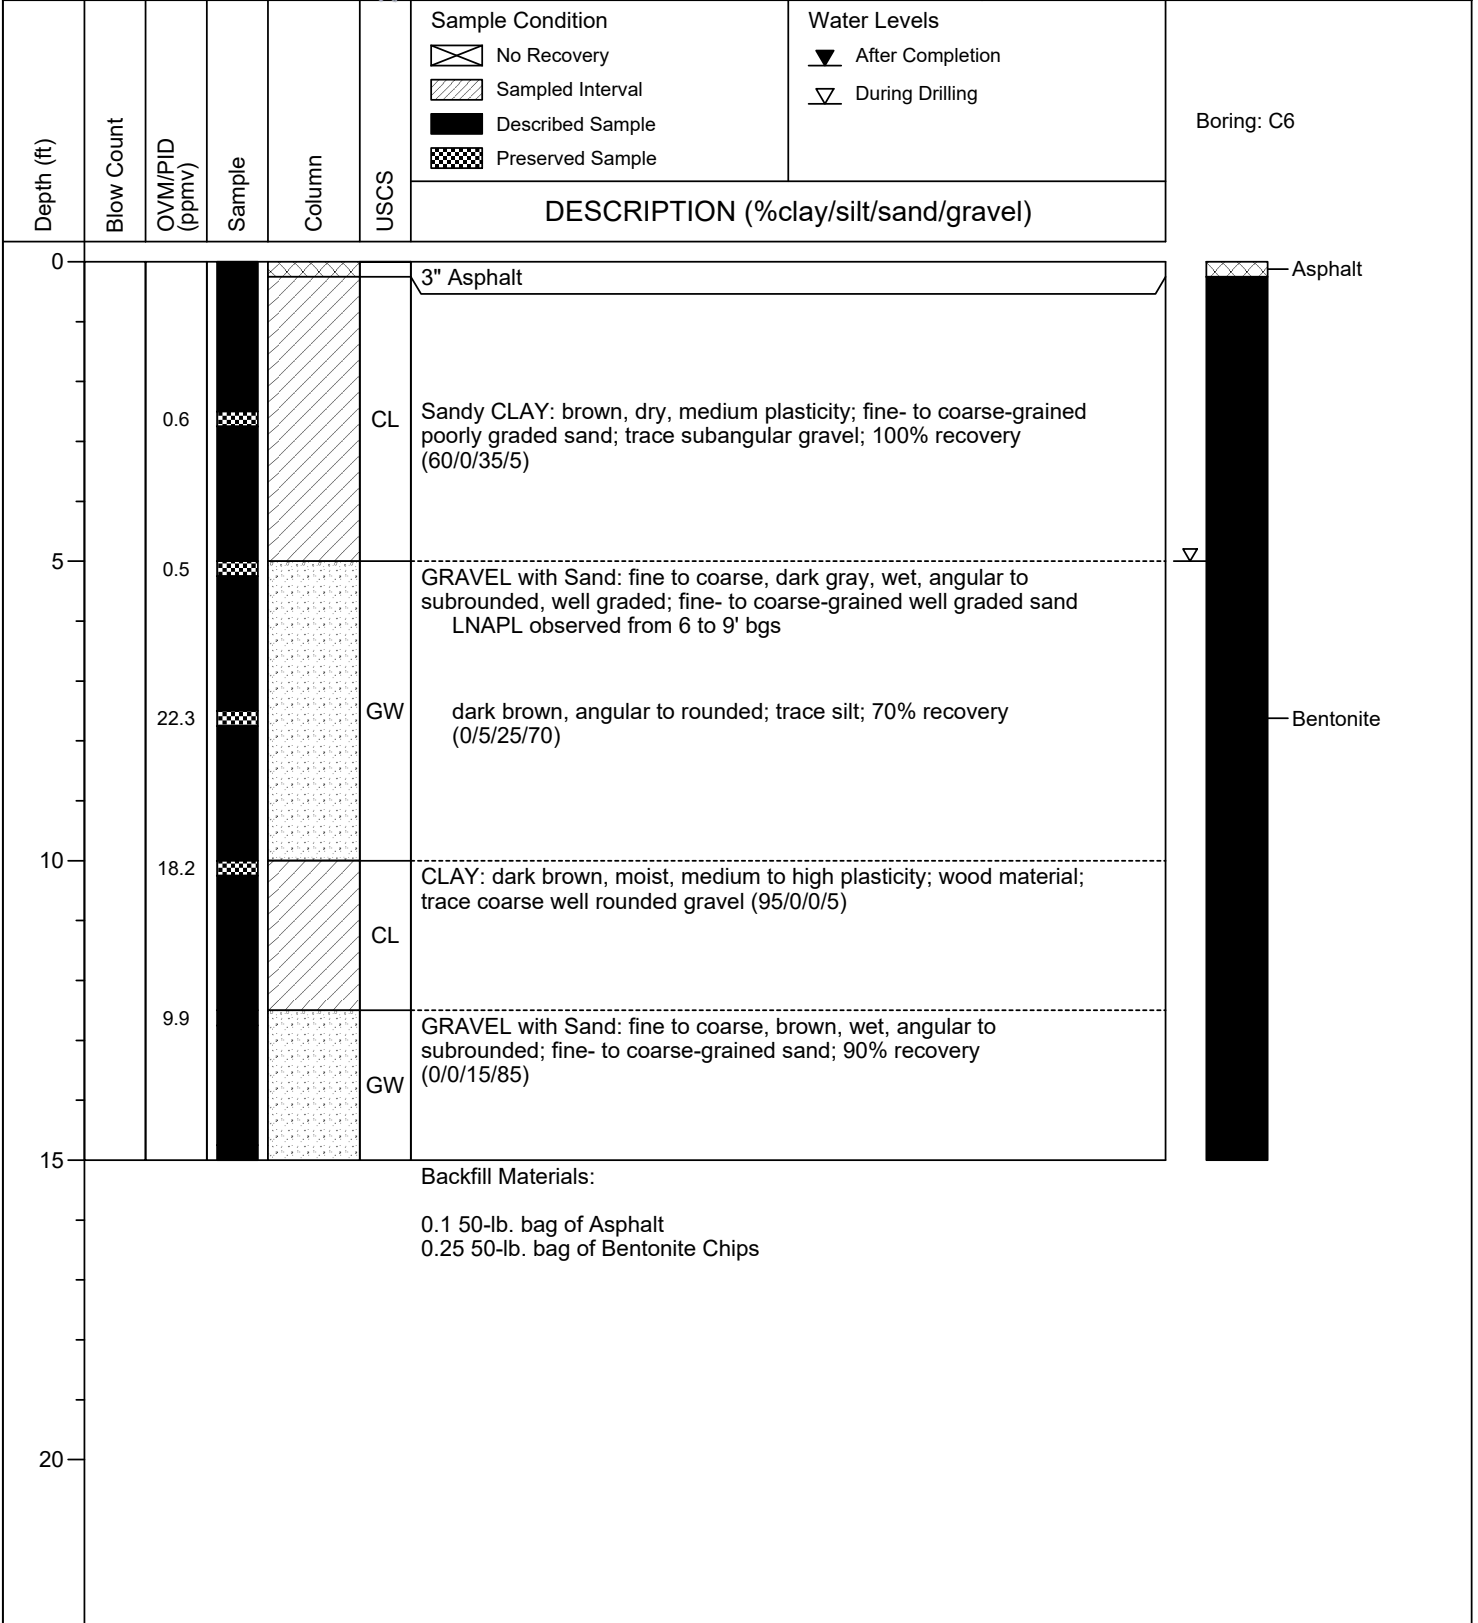 Sample Condition
No Recovery
Sampled Interval
Described Sample
Preserved Sample
Water Levels
After Completion
During Drilling
Boring: C6
Depth (ft)
Blow Count
OVM/PID
(ppmv)
Sample
Column
USCS
DESCRIPTION (%clay/silt/sand/gravel)
0
3" Asphalt
Asphalt
0.6
CL
Sandy CLAY: brown, dry, medium plasticity; fine- to coarse-grained
poorly graded sand; trace subangular gravel; 100% recovery
(60/0/35/5)
5
0.5
GRAVEL with Sand: fine to coarse, dark gray, wet, angular to
subrounded, well graded; fine- to coarse-grained well graded sand
LNAPL observed from 6 to 9' bgs
22.3
GW
dark brown, angular to rounded; trace silt; 70% recovery
(0/5/25/70)
Bentonite
10
18.2
CLAY: dark brown, moist, medium to high plasticity; wood material;
trace coarse well rounded gravel (95/0/0/5)
CL
9.9
GRAVEL with Sand: fine to coarse, brown, wet, angular to
subrounded; fine- to coarse-grained sand; 90% recovery
(0/0/15/85)
GW
15
Backfill Materials:
0.1 50-lb. bag of Asphalt
0.25 50-lb. bag of Bentonite Chips
20